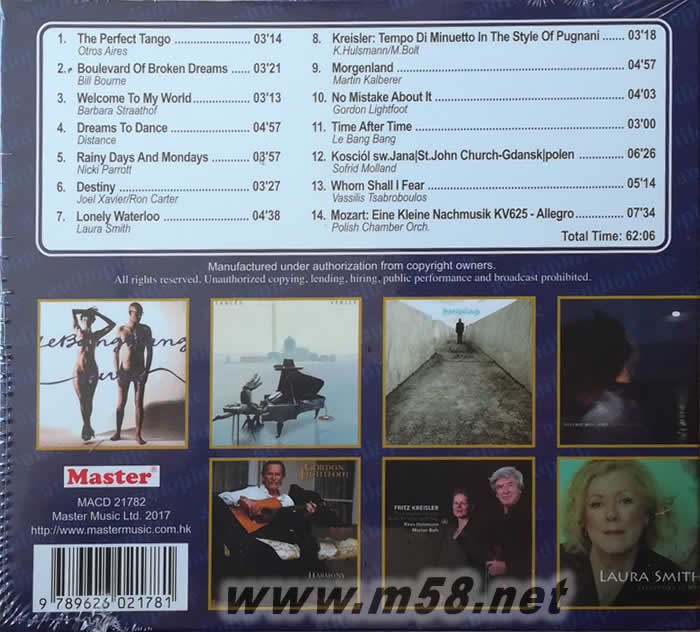 1. The Perfect Tango 03'14
Otros Aires
2. Boulevard Of Broken Dreams 03'21
Bill Bourne
3. Welcome To My World 03'13
Barbara Straathof
4. Dreams To Dance 04'57
Distance
5. Rainy Days And Mondays 03'57
Nicki Parrott
6. Destiny 03'27
Joel Xavier/Ron Carter
7. Lonely Waterloo 04'38
Laura Smith
8. Kreisler: Tempo Di Minuetto In The Style Of Pugnani 03'18
K.Hulsmann/M.Bolt
9. Morgenland 04'57
Martin Kalberer
10. No Mistake About It 04'03
Gordon Lightfoot
11. Time After Time 03'00
Le Bang Bang
12. Kosciól sw.Jana|St.John Church-Gdansk|polen 06'26
Sofrid Molland
13. Whom Shall I Fear 05'14
Vassilis Tsabroboulos
14. Mozart: Eine Kleine Nachmusik KV625 - Allegro 07'34
Polish Chamber Orch.
Total Time: 62:06
Manufactured under authorization from copyright owners.
All rights reserved. Unauthorized copying, lending, hiring, public performance and broadcast prohibited.
LeBangBang
Master®
MACD 21782
Master Music Ltd. 2017
http://www.mastermusic.com.hk
9 789626 021781
GORDON
LIGHTFOOT
HARMONY
FRITZ KREISLER
Kees Hulsmann
Marian Bolt
LAURA SMITH
www.m58.net